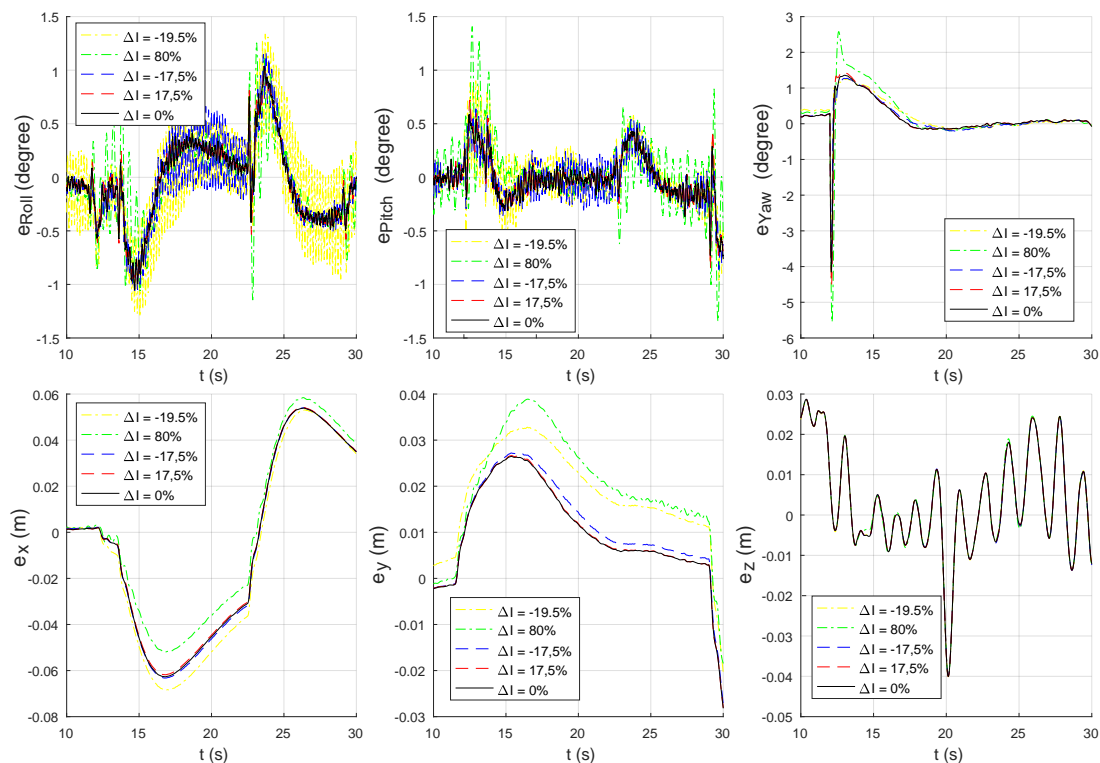 1.5
1
0.5
0
-0.5
-1
-1.5
e_Roll (degree)
ΔI = -19.5%
ΔI = 80%
ΔI = -17,5%
ΔI = 17,5%
ΔI = 0%
10 15 20 25 30
t (s)
1.5
1
0.5
0
-0.5
-1
-1.5
e_Pitch (degree)
ΔI = -19.5%
ΔI = 80%
ΔI = -17,5%
ΔI = 17,5%
ΔI = 0%
10 15 20 25 30
t (s)
3
2
1
0
-1
-2
-3
-4
-5
-6
e_Yaw (degree)
ΔI = -19.5%
ΔI = 80%
ΔI = -17,5%
ΔI = 17,5%
ΔI = 0%
10 15 20 25 30
t (s)
0.06
0.04
0.02
0
-0.02
-0.04
-0.06
-0.08
e_x (m)
ΔI = -19.5%
ΔI = 80%
ΔI = -17,5%
ΔI = 17,5%
ΔI = 0%
10 15 20 25 30
t (s)
0.04
0.03
0.02
0.01
0
-0.01
-0.02
-0.03
e_y (m)
ΔI = -19.5%
ΔI = 80%
ΔI = -17,5%
ΔI = 17,5%
ΔI = 0%
10 15 20 25 30
t (s)
0.03
0.02
0.01
0
-0.01
-0.02
-0.03
-0.04
-0.05
e_z (m)
ΔI = -19.5%
ΔI = 80%
ΔI = -17,5%
ΔI = 17,5%
ΔI = 0%
10 15 20 25 30
t (s)